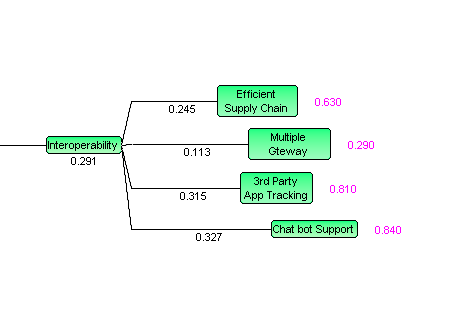 Efficient
Supply Chain
0.630
0.245
Multiple
Gteway
0.290
Interoperability
0.291
0.113
3rd Party
App Tracking
0.810
0.315
Chat bot Support
0.840
0.327